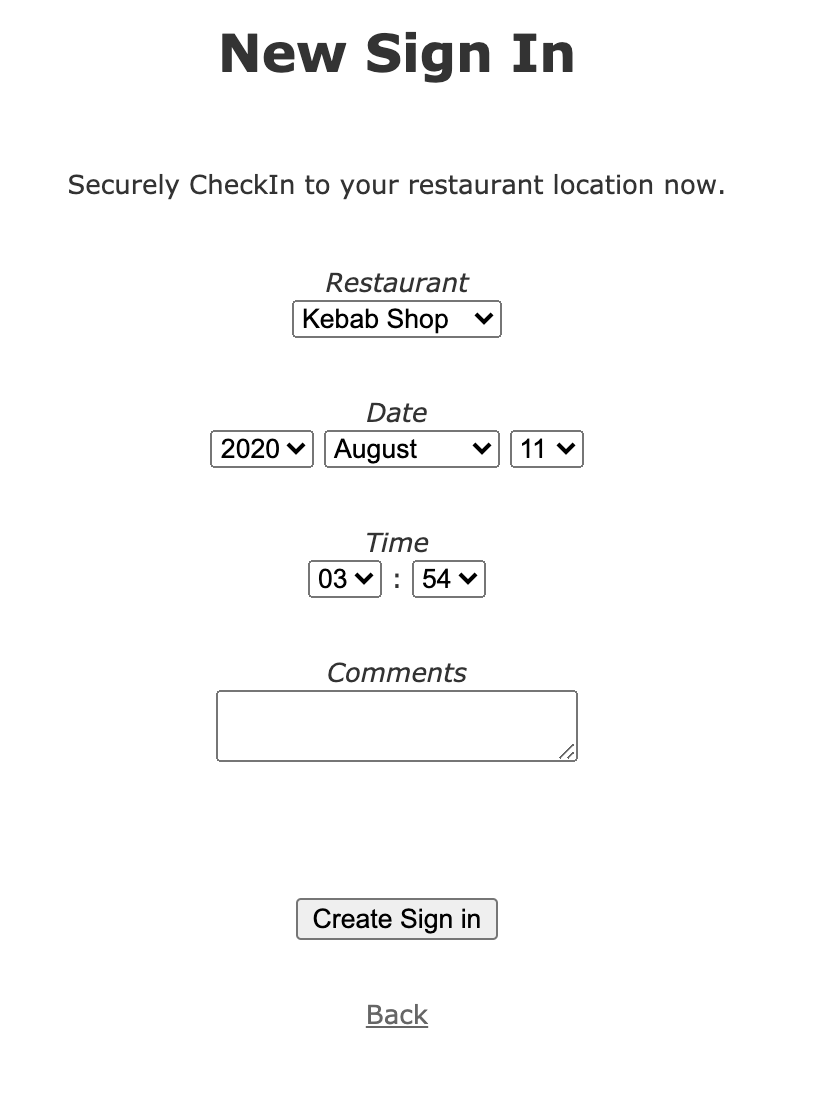 New Sign In
Securely CheckIn to your restaurant location now.
Restaurant
Kebab Shop
Date
2020 August 11
Time
03 : 54
Comments
Create Sign in
Back